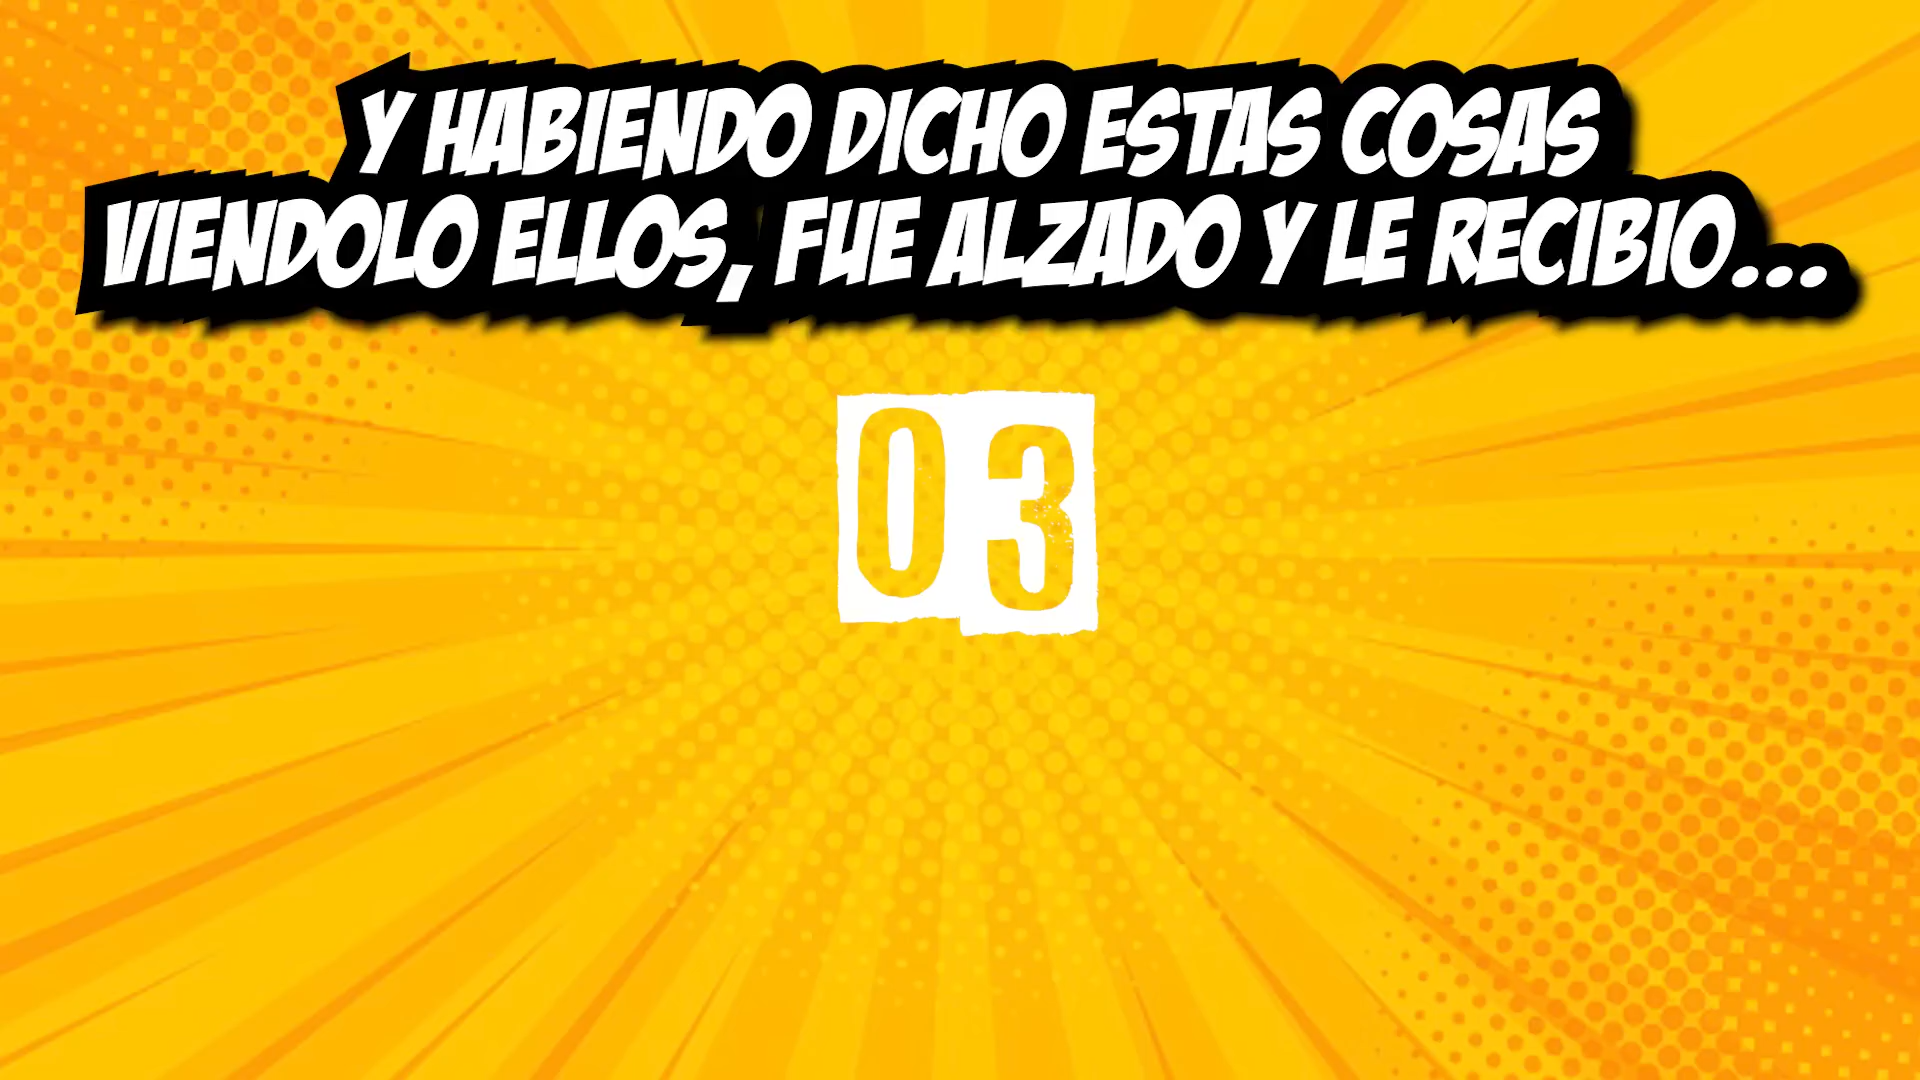 Y HABIENDO DICHO ESTAS COSAS
VIENDOLO ELLOS, FUE ALZADO Y LE RECIBIO...
03